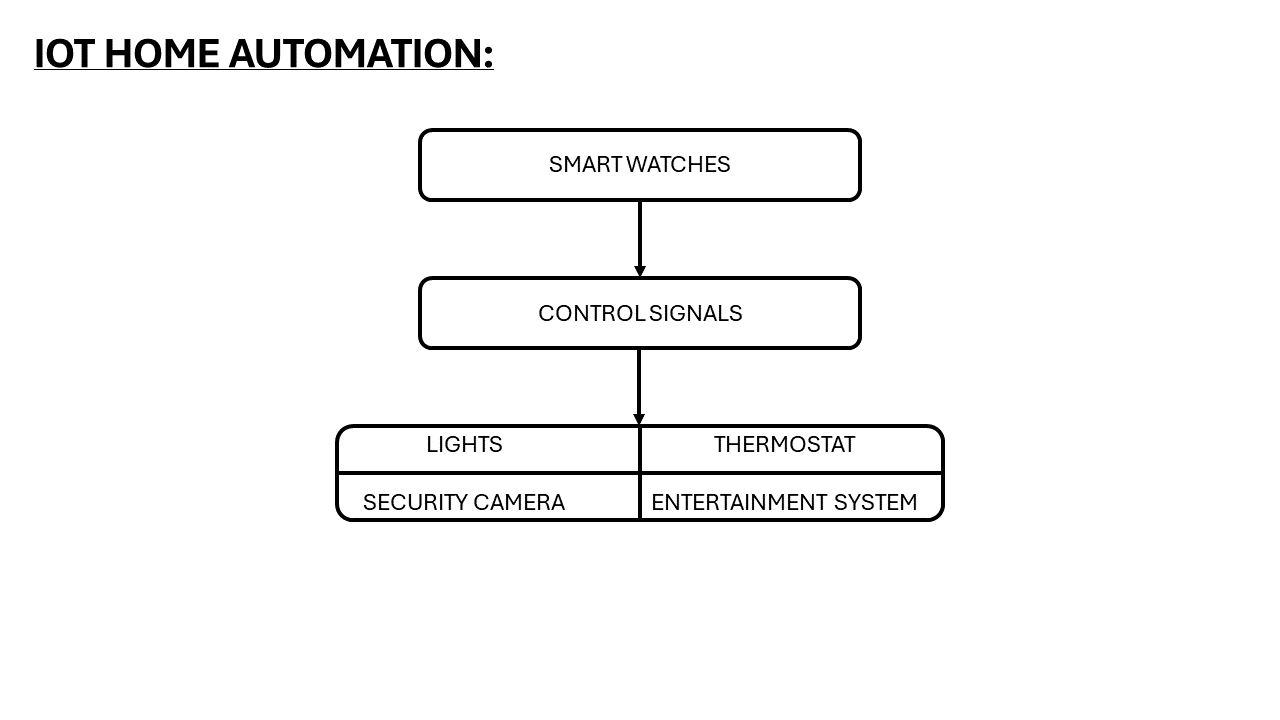 IOT HOME AUTOMATION:
SMART WATCHES
CONTROL SIGNALS
LIGHTS
THERMOSTAT
SECURITY CAMERA
ENTERTAINMENT SYSTEM